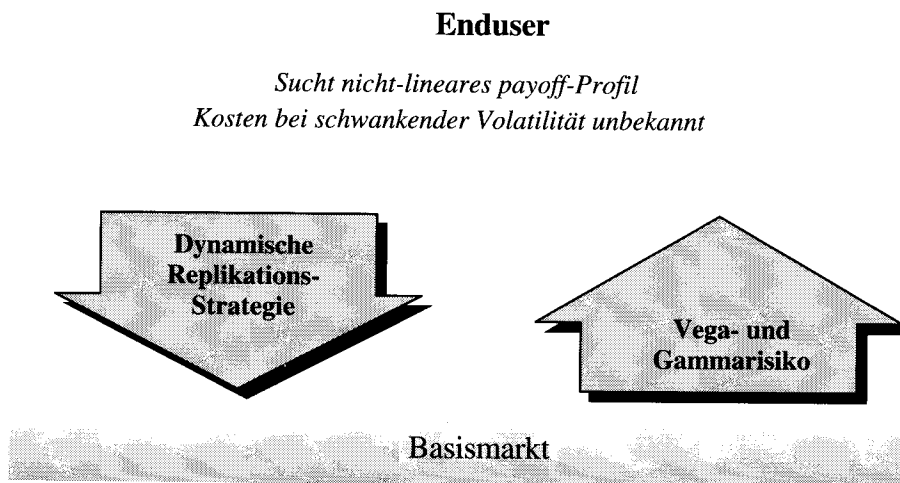 Enduser
Sucht nicht-lineares payoff-Profil
Kosten bei schwankender Volatilität unbekannt
Dynamische
Replikations-
Strategie
Vega- und
Gammarisiko
Basismarkt